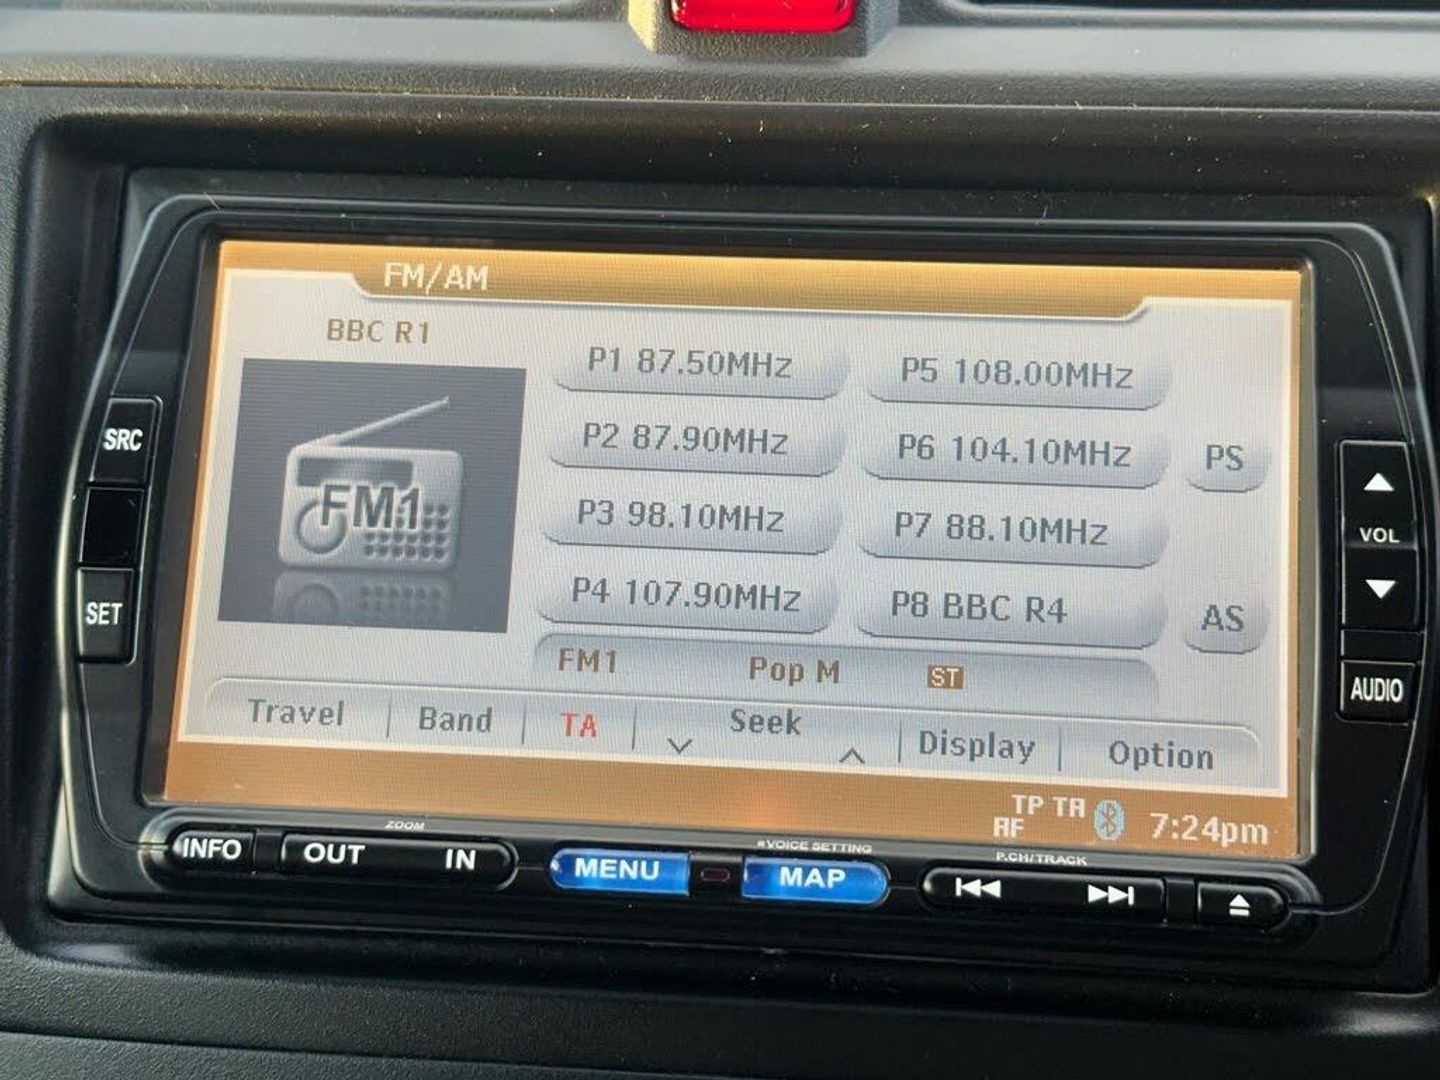 FM/AM
BBC R1
FM1
P1 87.50MHz
P5 108.00MHz
P2 87.90MHz
P6 104.10MHz
PS
P3 98.10MHz
P7 88.10MHz
P4 107.90MHz
P8 BBC R4
AS
FM1 Pop M ST
Travel Band TA Seek Display Option
TP TA
AF 7:24pm
SRC
SET
VOL
AUDIO
ZOOM
VOICE SETTING
P.CH/TRACK
INFO OUT IN MENU MAP